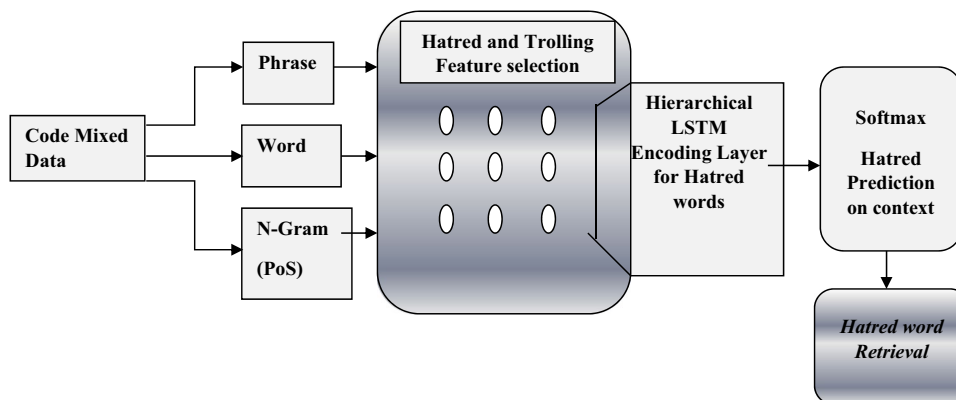 Code Mixed
Data
Phrase
Word
N-Gram
(PoS)
Hatred and Trolling
Feature selection
Hierarchical
LSTM
Encoding Layer
for Hatred
words
Softmax
Hatred
Prediction
on context
Hatred word
Retrieval